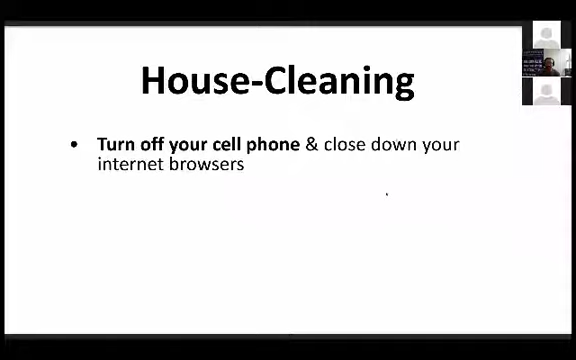 House-Cleaning
• Turn off your cell phone & close down your
internet browsers